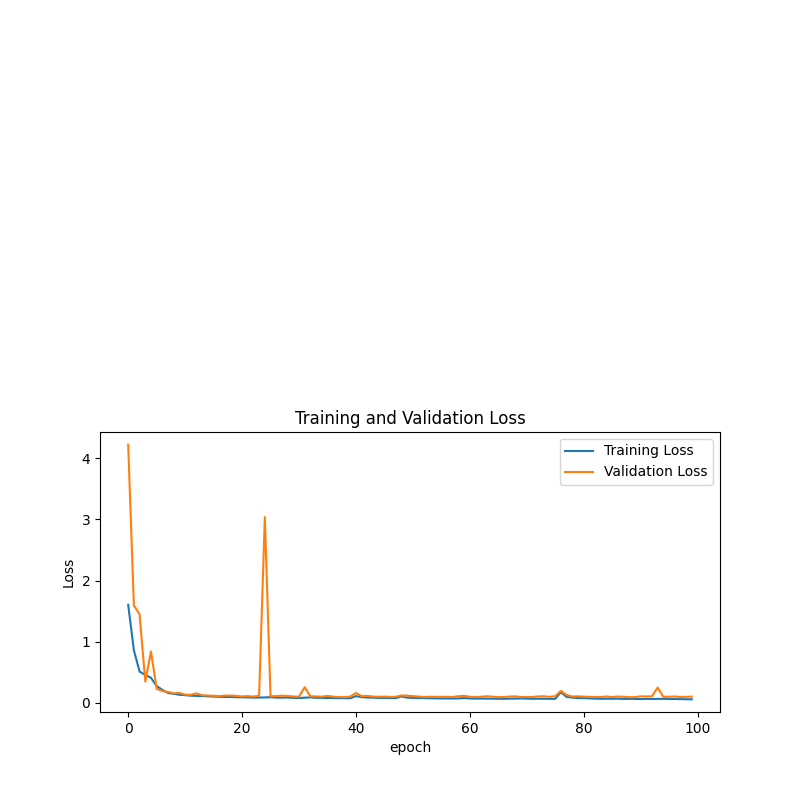 Training and Validation Loss
Training Loss
Validation Loss
Loss
4
3
2
1
0
0 20 40 60 80 100
epoch